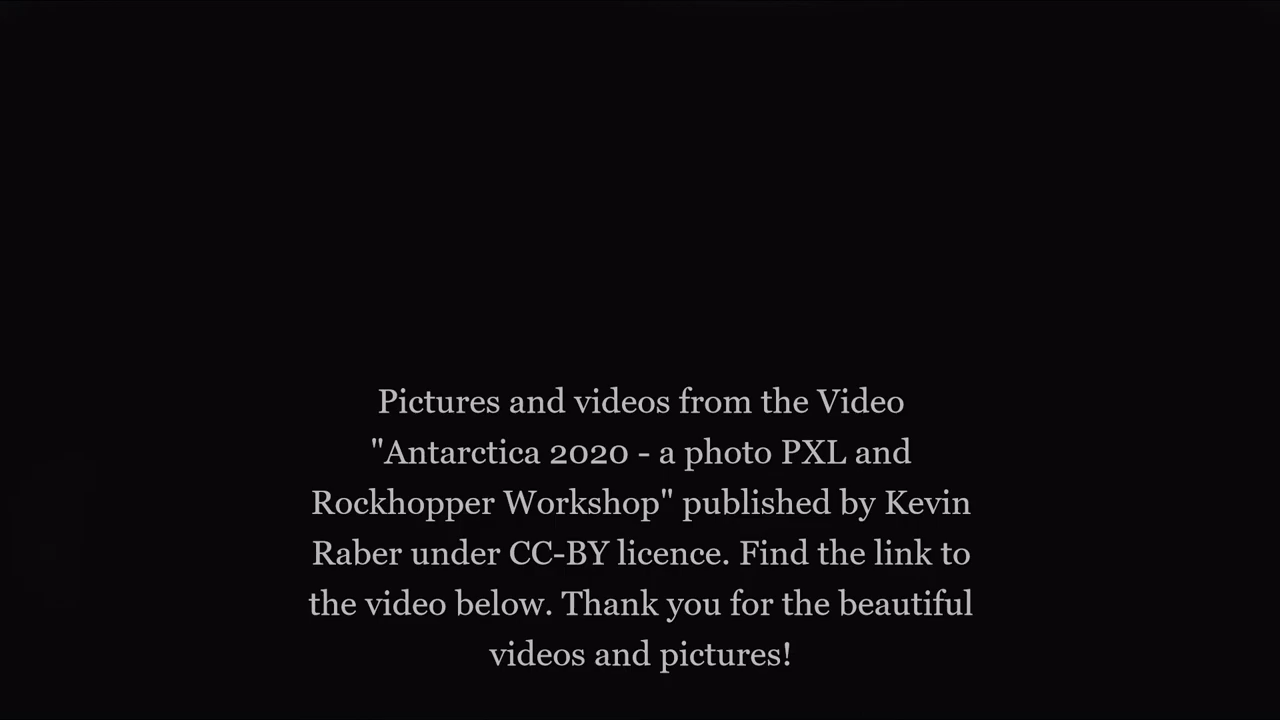 Pictures and videos from the Video
"Antarctica 2020 - a photo PXL and
Rockhopper Workshop" published by Kevin
Raber under CC-BY licence. Find the link to
the video below. Thank you for the beautiful
videos and pictures!